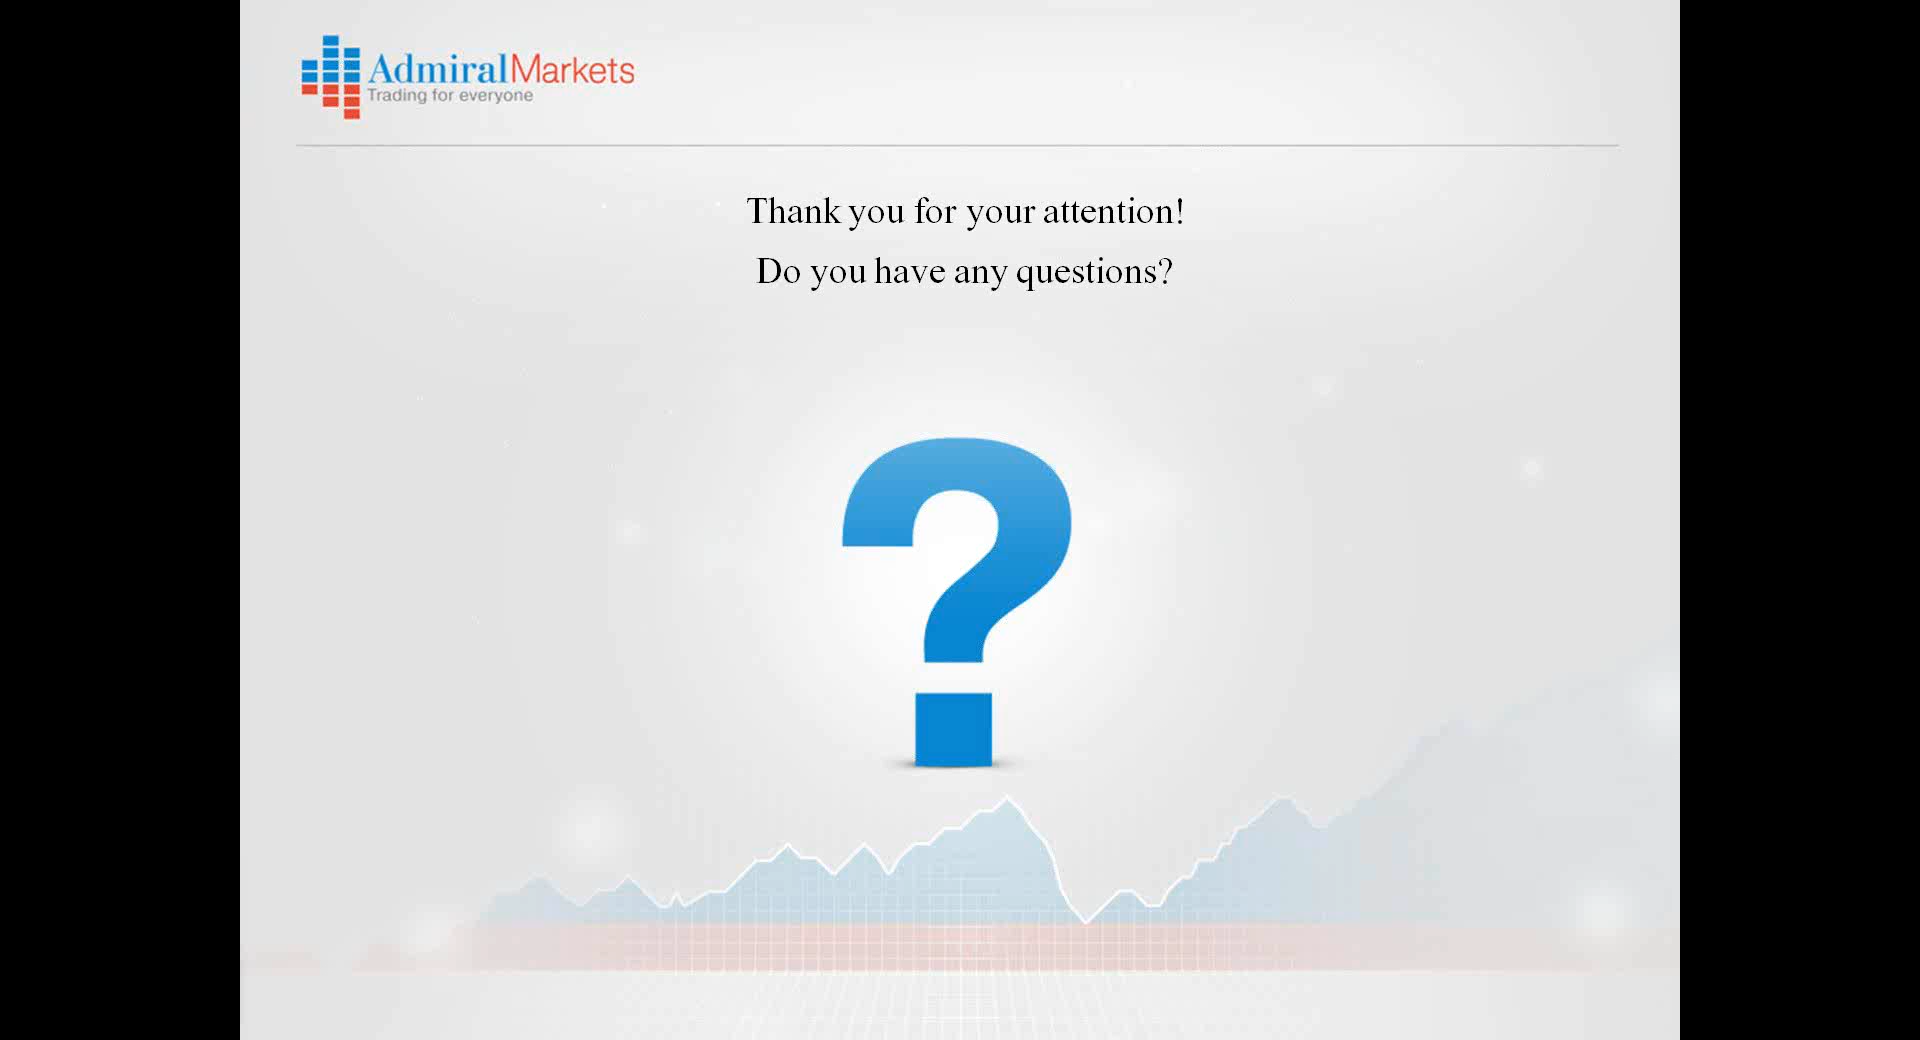 AdmiralMarkets
Trading for everyone
Thank you for your attention!
Do you have any questions?
?